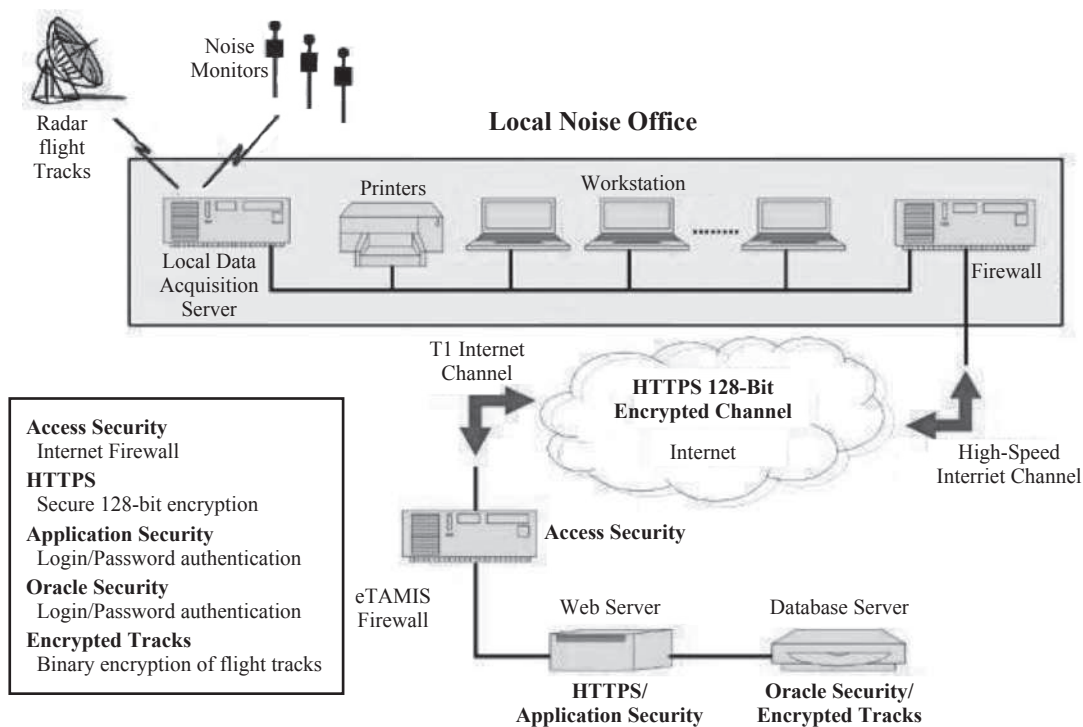 Noise
Monitors
Radar
flight
Tracks
Local Noise Office
Printers
Workstation
Local Data
Acquisition
Server
Firewall
T1 Internet
Channel
HTTPS 128-Bit
Encrypted Channel
Internet
High-Speed
Interriet Channel
Access Security
Internet Firewall
HTTPS
Secure 128-bit encryption
Application Security
Login/Password authentication
Oracle Security
Login/Password authentication
Encrypted Tracks
Binary encryption of flight tracks
Access Security
eTAMIS
Firewall
Web Server
Database Server
HTTPS/
Application Security
Oracle Security/
Encrypted Tracks